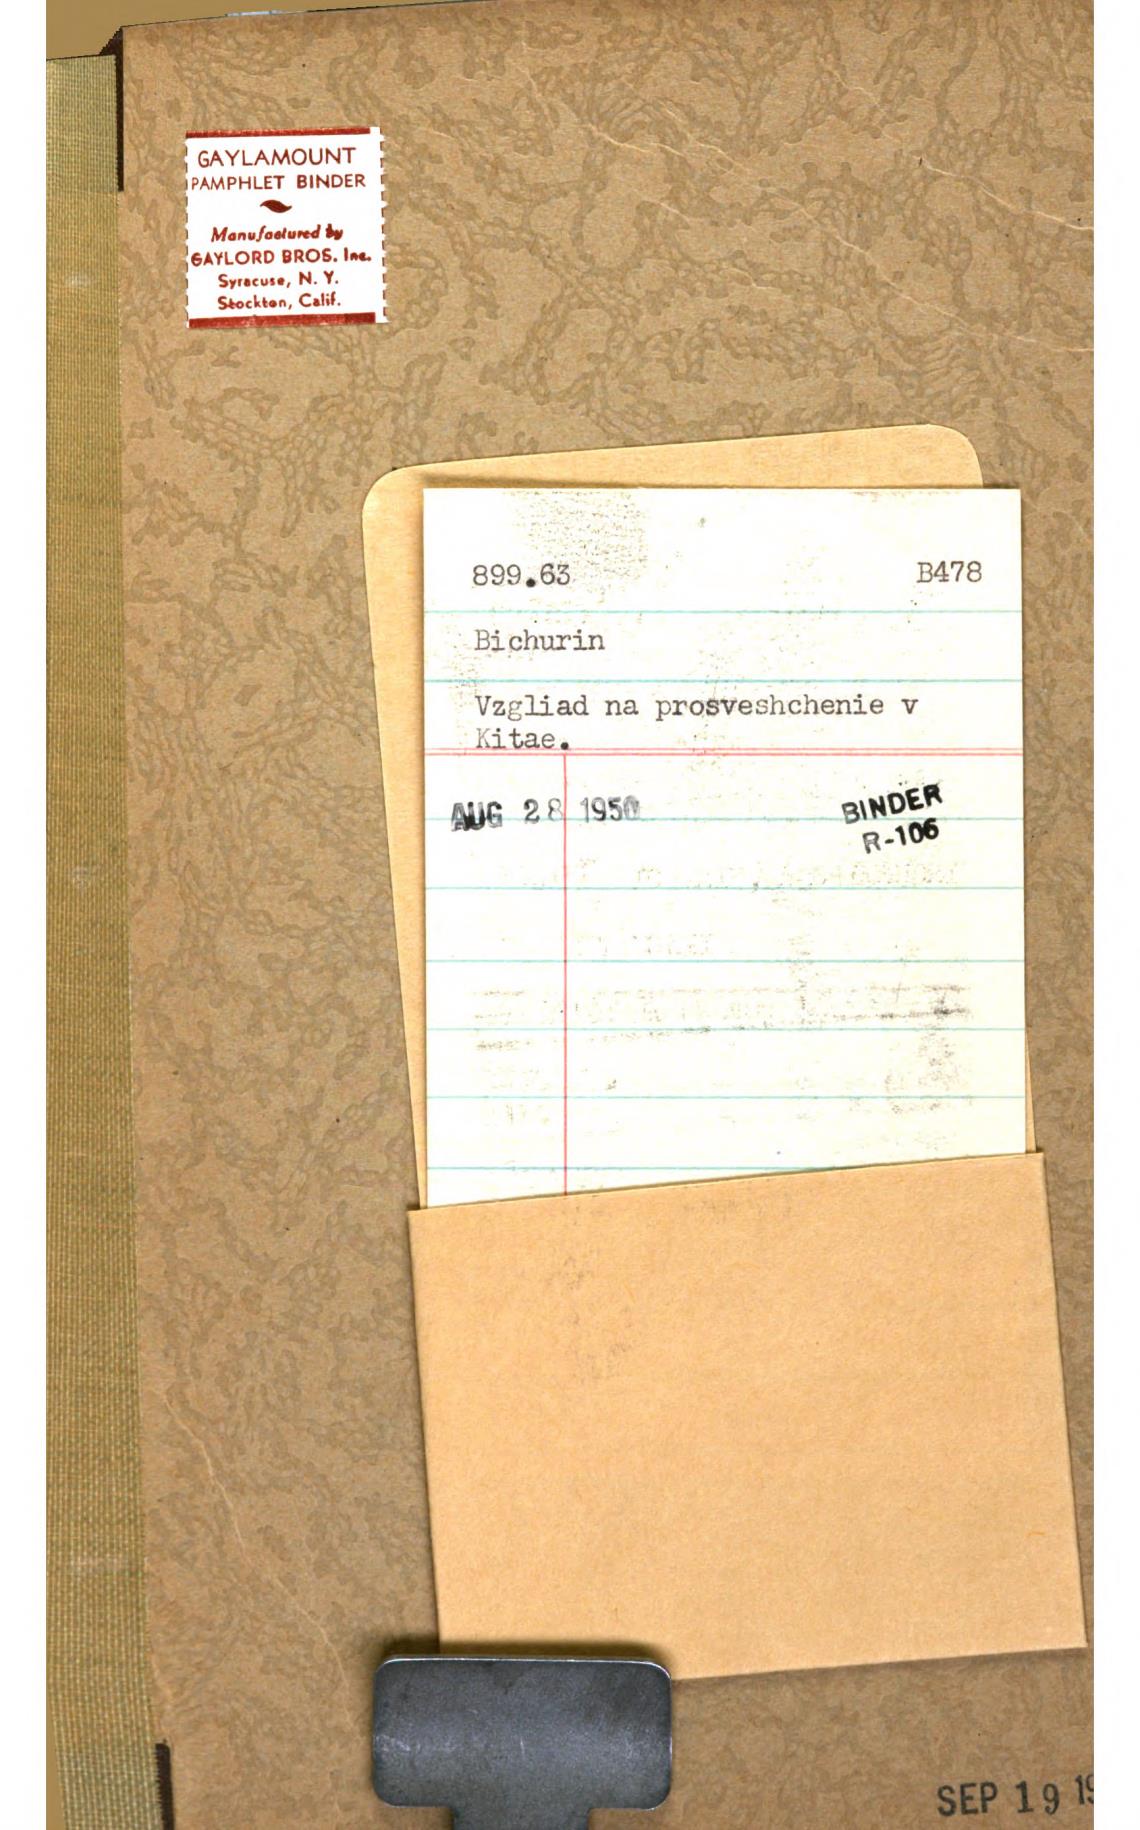 GAYLAMOUNT
PAMPHLET BINDER
Manufactured by
GAYLORD BROS. Inc.
Syracuse, N. Y.
Stockton, Calif.
899.63 B478
Bichurin
Vzgliad na prosveshchenie v
Kitae.
AUG 28 1950 BINDER
R-106
SEP 19